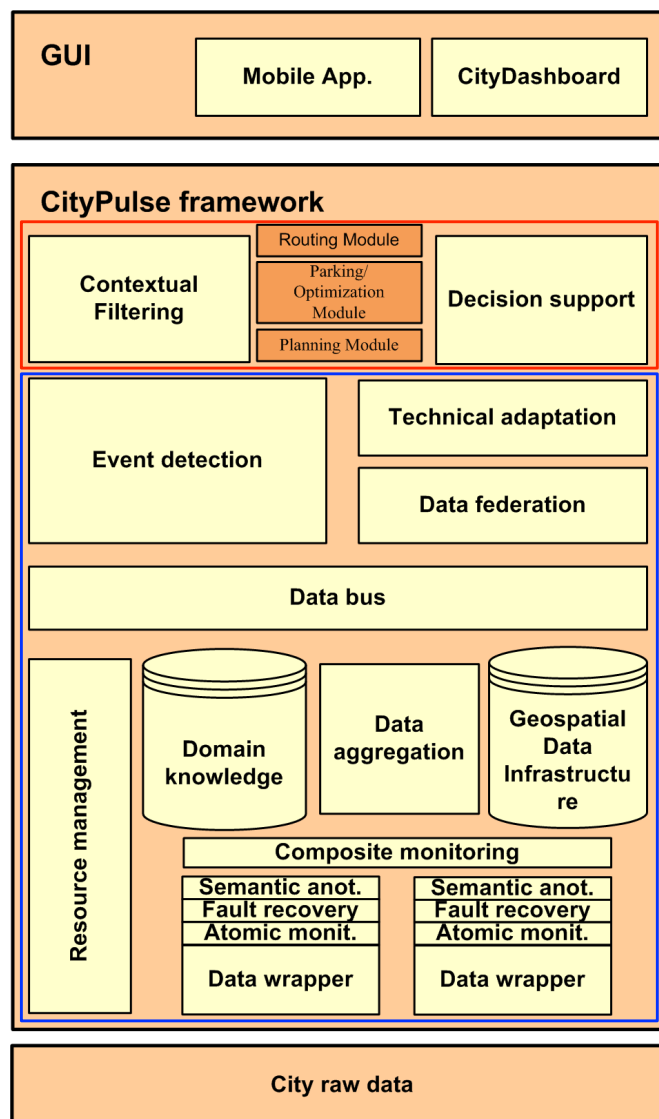 GUI
Mobile App.
CityDashboard
CityPulse framework
Contextual
Filtering
Routing Module
Parking/
Optimization
Module
Planning Module
Decision support
Event detection
Technical adaptation
Data federation
Data bus
Resource management
Domain
knowledge
Data
aggregation
Geospatial
Data
Infrastructu
re
Composite monitoring
Semantic anot.
Fault recovery
Atomic monit.
Data wrapper
Semantic anot.
Fault recovery
Atomic monit.
Data wrapper
City raw data